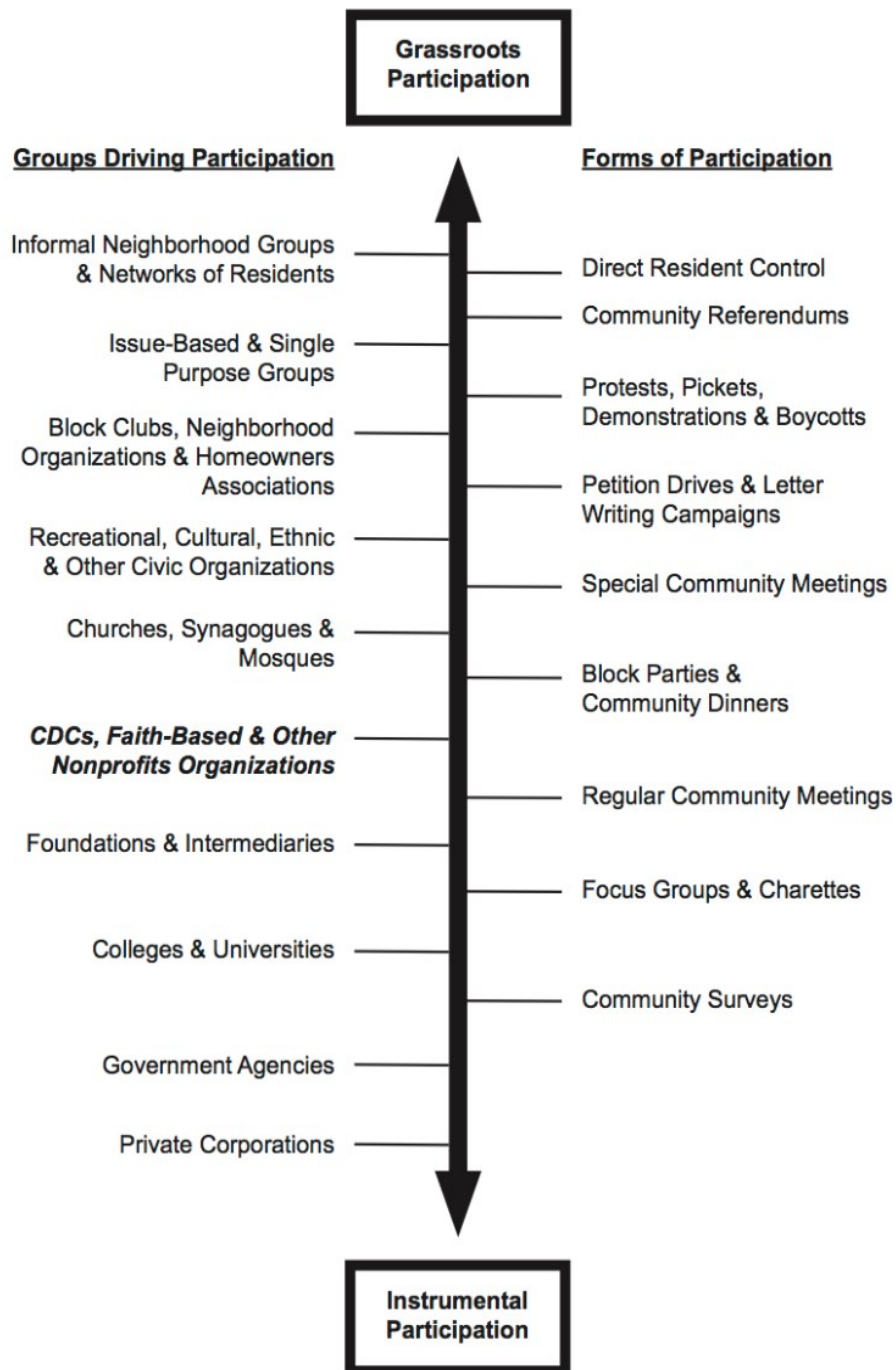 Grassroots
Participation
Groups Driving Participation
Informal Neighborhood Groups
& Networks of Residents
Issue-Based & Single
Purpose Groups
Block Clubs, Neighborhood
Organizations & Homeowners
Associations
Recreational, Cultural, Ethnic
& Other Civic Organizations
Churches, Synagogues &
Mosques
CDCs, Faith-Based & Other
Nonprofits Organizations
Foundations & Intermediaries
Colleges & Universities
Government Agencies
Private Corporations
Forms of Participation
Direct Resident Control
Community Referendums
Protests, Pickets,
Demonstrations & Boycotts
Petition Drives & Letter
Writing Campaigns
Special Community Meetings
Block Parties &
Community Dinners
Regular Community Meetings
Focus Groups & Charettes
Community Surveys
Instrumental
Participation